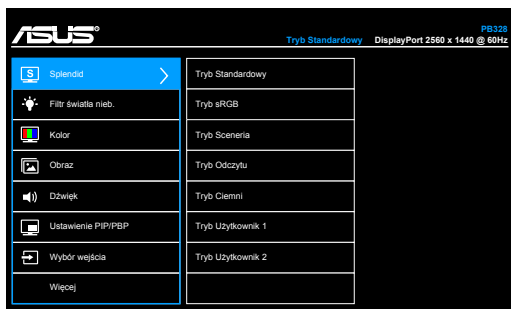 ASUS
PB328
Tryb Standardowy DisplayPort 2560 x 1440 @ 60Hz
S Splendid
Filtr światła nieb.
Kolor
Obraz
Dźwięk
Ustawienie PIP/PBP
Wybór wejścia
Więcej
Tryb Standardowy
Tryb sRGB
Tryb Sceneria
Tryb Odczytu
Tryb Ciemni
Tryb Użytkownik 1
Tryb Użytkownik 2